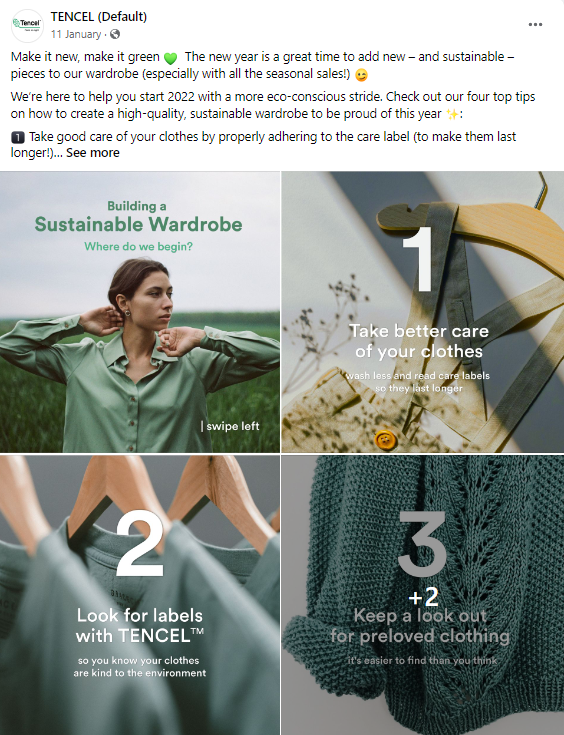 Tencel
TENCEL (Default)
11 January ·
Make it new, make it green 💚 The new year is a great time to add new – and sustainable –
pieces to our wardrobe (especially with all the seasonal sales!) 😉
We're here to help you start 2022 with a more eco-conscious stride. Check out our four top tips
on how to create a high-quality, sustainable wardrobe to be proud of this year ✨:
1️⃣ Take good care of your clothes by properly adhering to the care label (to make them last
longer!)... See more
Building a
Sustainable Wardrobe
Where do we begin?
| swipe left
1
Take better care
of your clothes
wash less and read care labels
so they last longer
2
Look for labels
with TENCEL™
so you know your clothes
are kind to the environment
3
+2
Keep a look out
for preloved clothing
it's easier to find than you think